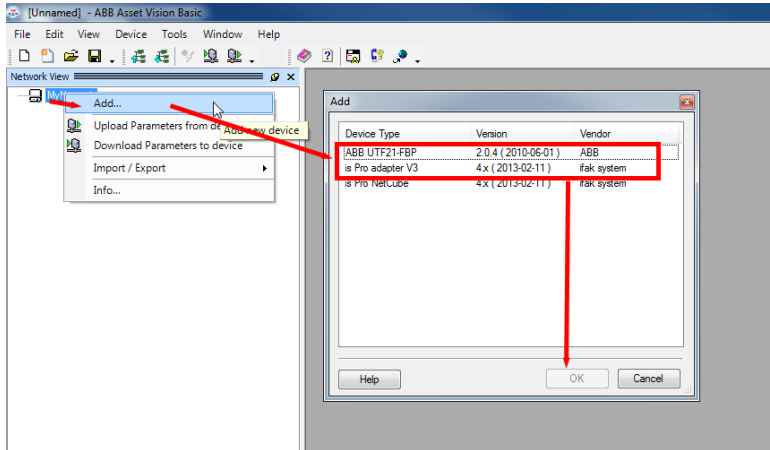 [Unnamed] - ABB Asset Vision Basic
File Edit View Device Tools Window Help
Network View
Add...
Upload Parameters from de
Add new device
Download Parameters to device
Import / Export
Info...
Add
Device Type Version Vendor
ABB UTF21-FBP 2.0.4 ( 2010-06-01 ) ABB
is Pro adapter V3 4.x ( 2013-02-11 ) ifak system
is Pro NetCube 4.x ( 2013-02-11 ) ifak system
Help OK Cancel